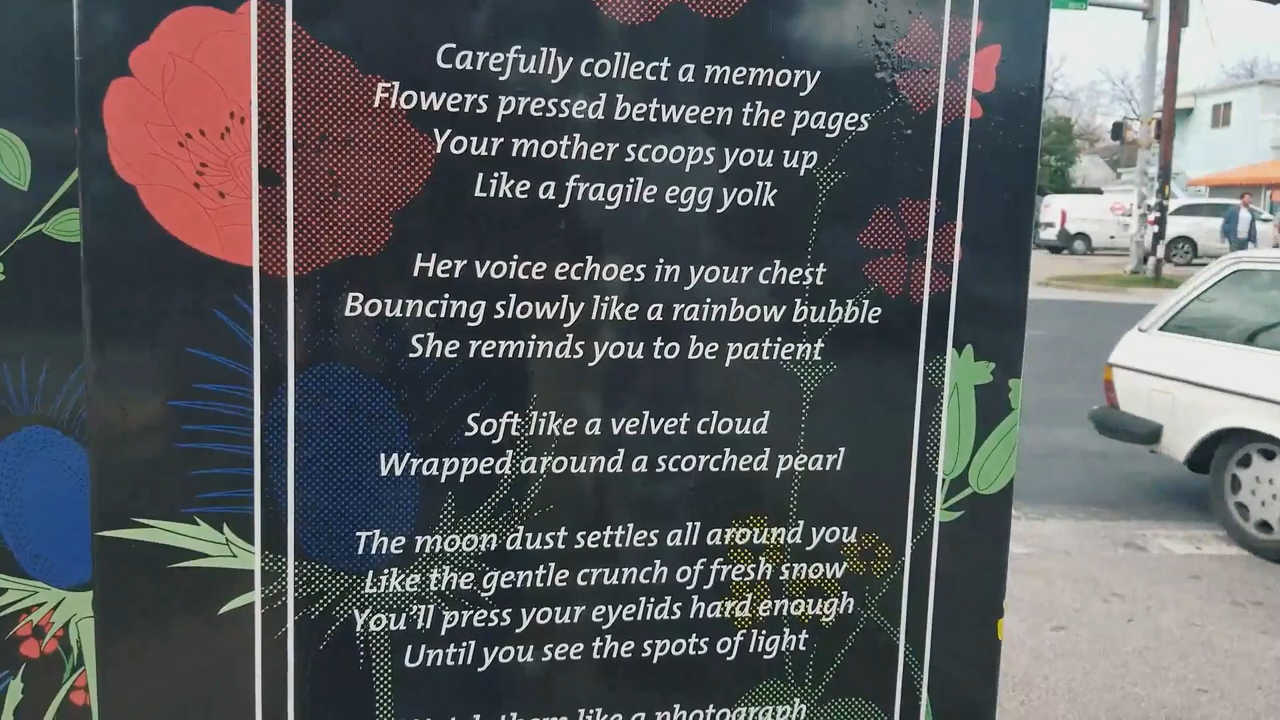 Carefully collect a memory
Flowers pressed between the pages
Your mother scoops you up
Like a fragile egg yolk
Her voice echoes in your chest
Bouncing slowly like a rainbow bubble
She reminds you to be patient
Soft like a velvet cloud
Wrapped around a scorched pearl
The moon dust settles all around you
Like the gentle crunch of fresh snow
You'll press your eyelids hard enough
Until you see the spots of light
them like a photograph